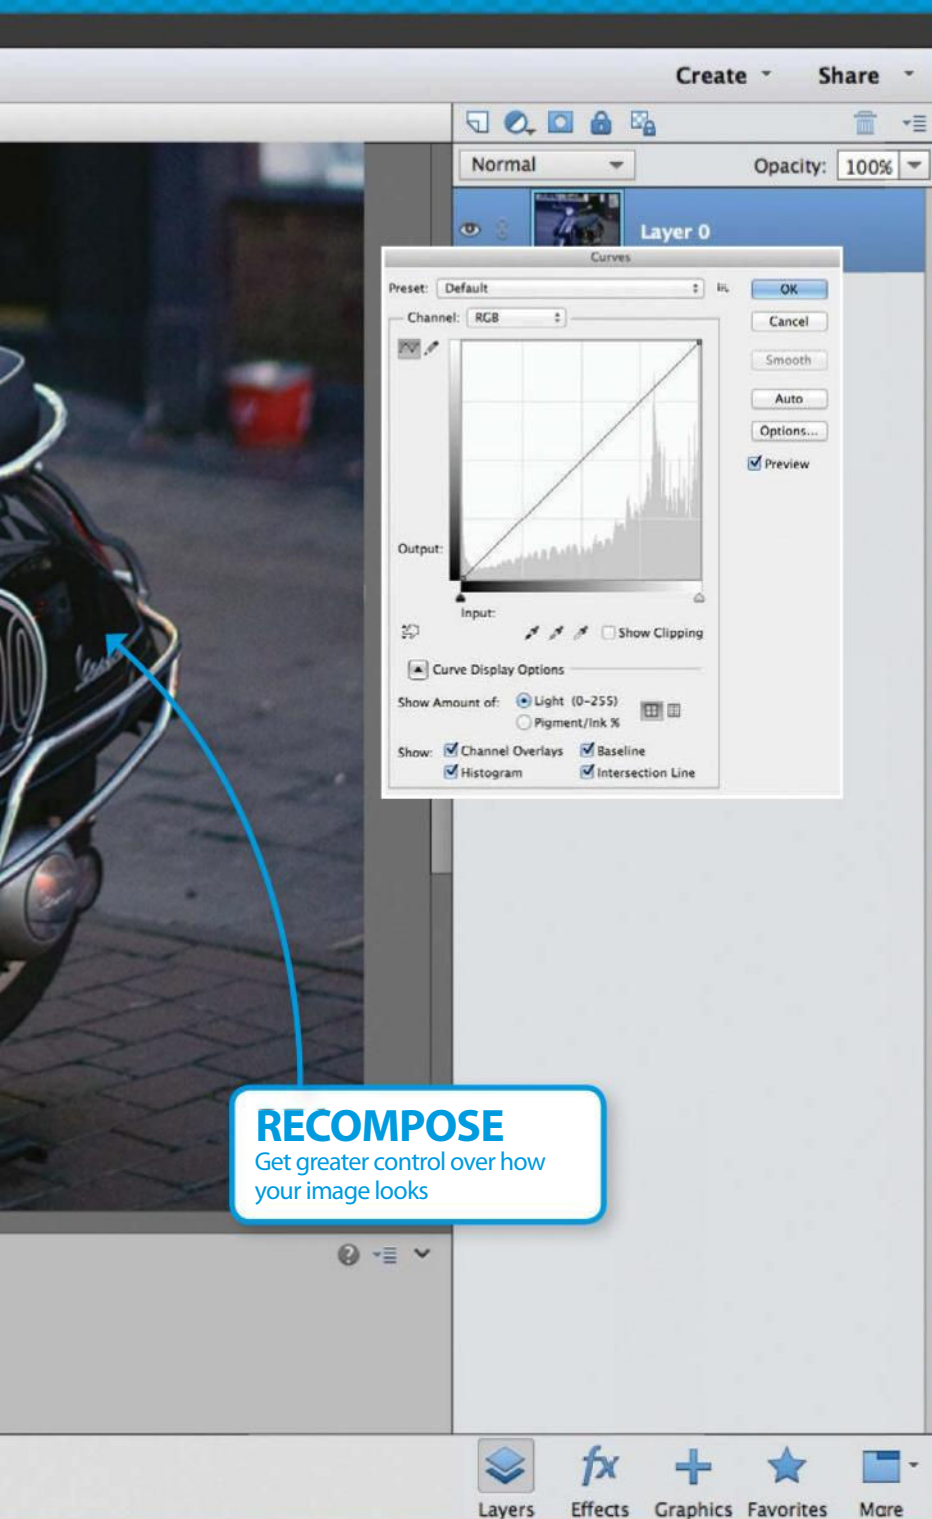 Create Share
Normal Opacity: 100%
Layer 0
Curves
Preset: Default OK
Channel: RGB Cancel
Smooth
Auto
Options...
Preview
Output:
Input:
Show Clipping
Curve Display Options
Show Amount of: Light (0-255)
Pigment/Ink %
Show: Channel Overlays Baseline
Histogram Intersection Line
RECOMPOSE
Get greater control over how
your image looks
Layers Effects Graphics Favorites More